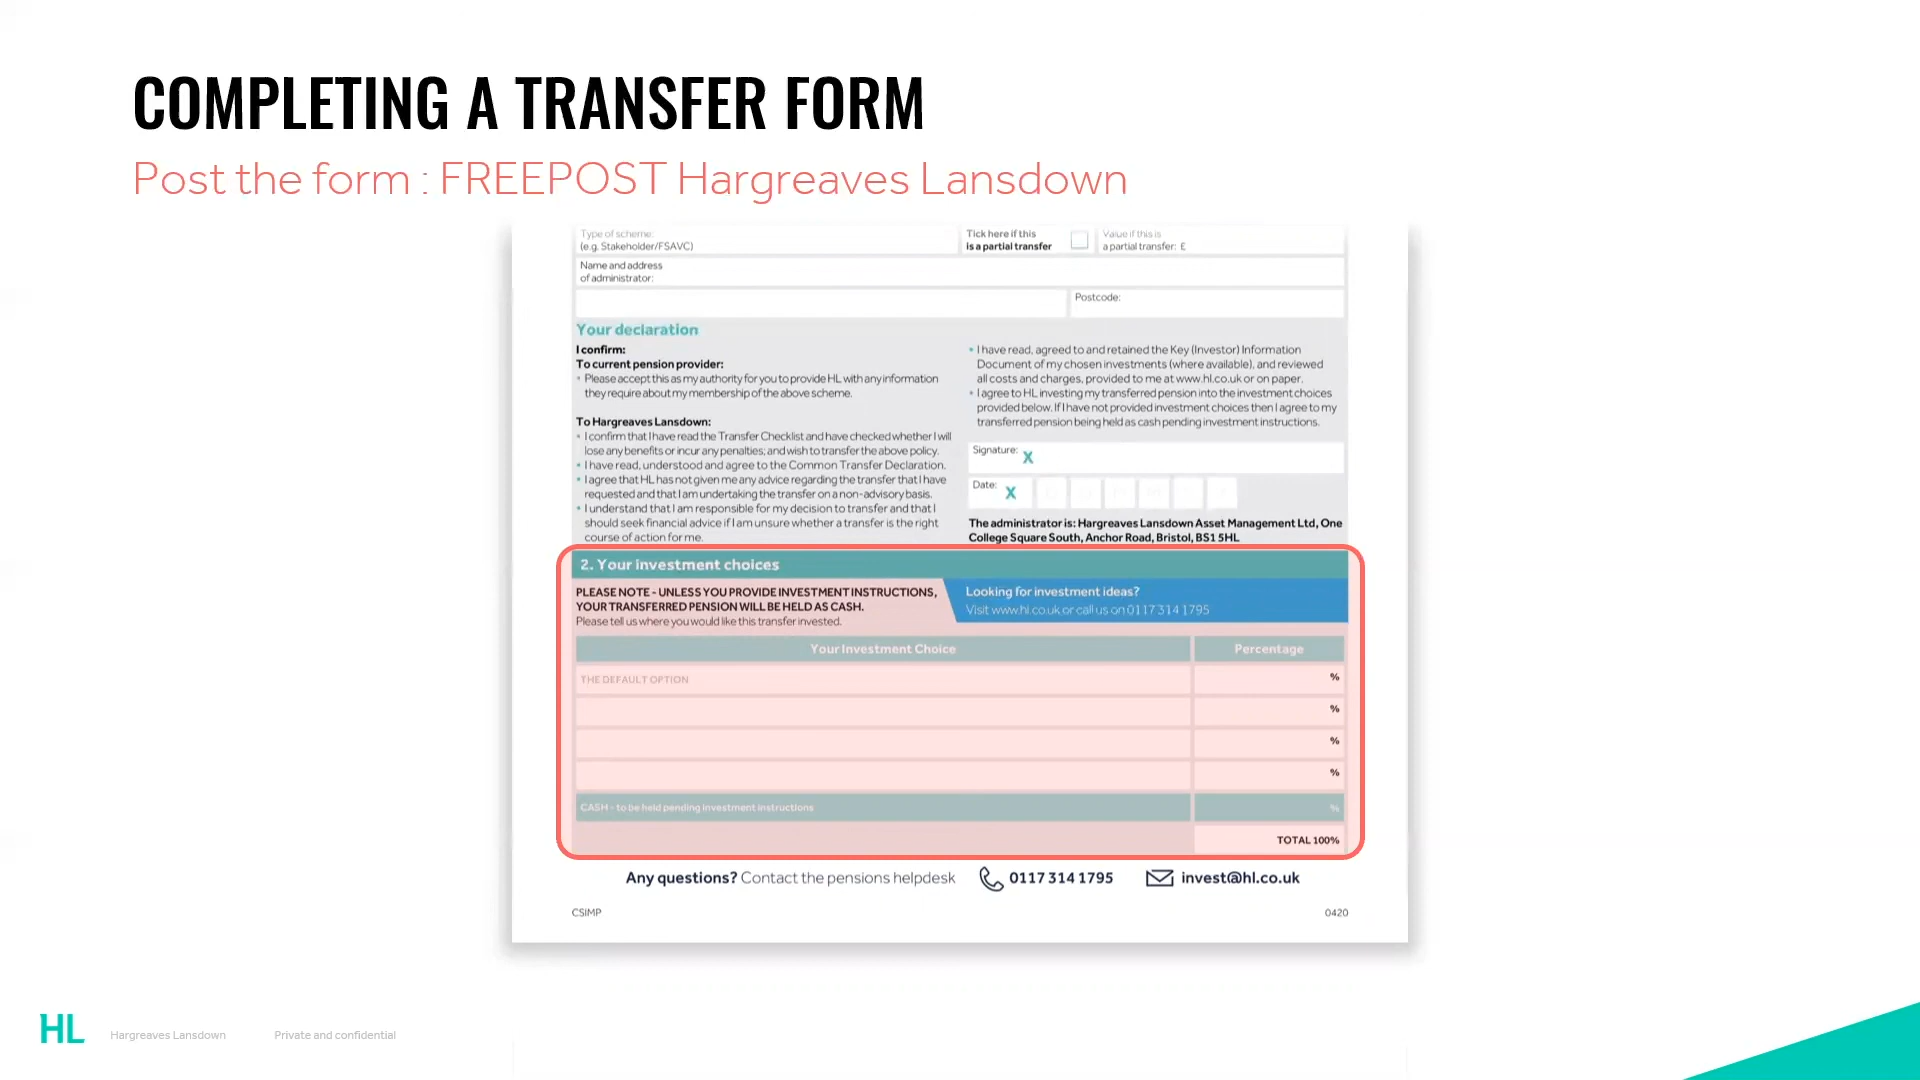 COMPLETING A TRANSFER FORM
Post the form : FREEPOST Hargreaves Lansdown
Type of scheme:
(e.g. Stakeholder/FSAVC)
Tick here if this
is a partial transfer
Value if this is
a partial transfer: £
Name and address
of administrator:
Postcode:
Your declaration
I confirm:
To current pension provider:
• Please accept this as my authority for you to provide HL with any information
they require about my membership of the above scheme.
To Hargreaves Lansdown:
• I confirm that I have read the Transfer Checklist and have checked whether I will
lose any benefits or incur any penalties; and wish to transfer the above policy.
• I have read, understood and agree to the Common Transfer Declaration.
• I agree that HL has not given me any advice regarding the transfer that I have
requested and that I am undertaking the transfer on a non-advisory basis.
• I understand that I am responsible for my decision to transfer and that I
should seek financial advice if I am unsure whether a transfer is the right
course of action for me.
• I have read, agreed to and retained the Key (Investor) Information
Document of my chosen investments (where available), and reviewed
all costs and charges, provided to me at www.hl.co.uk or on paper.
• I agree to HL investing my transferred pension into the investment choices
provided below. If I have not provided investment choices then I agree to my
transferred pension being held as cash pending investment instructions.
Signature: X
Date: X
The administrator is: Hargreaves Lansdown Asset Management Ltd, One
College Square South, Anchor Road, Bristol, BS1 5HL
2. Your investment choices
PLEASE NOTE - UNLESS YOU PROVIDE INVESTMENT INSTRUCTIONS,
YOUR TRANSFERRED PENSION WILL BE HELD AS CASH.
Please tell us where you would like this transfer invested.
Looking for investment ideas?
Visit www.hl.co.uk or call us on 0117 314 1795
Your Investment Choice Percentage
THE DEFAULT OPTION %
%
%
%
CASH - to be held pending investment instructions %
TOTAL 100%
Any questions? Contact the pensions helpdesk 0117 314 1795 invest@hl.co.uk
CSIMP 0420
HL Hargreaves Lansdown Private and confidential